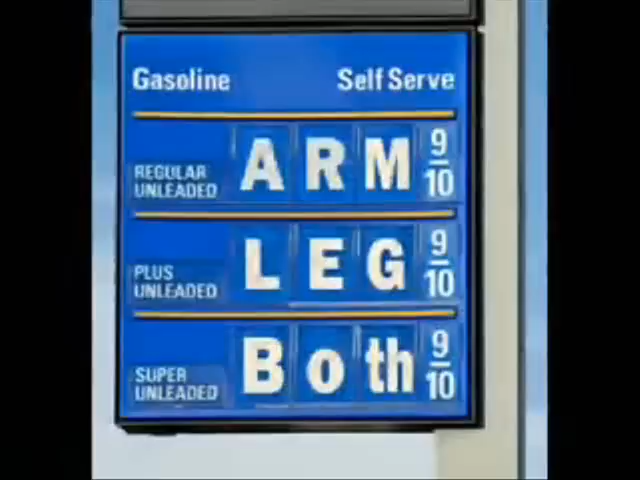 Gasoline Self Serve
REGULAR UNLEADED ARM 9/10
PLUS UNLEADED LEG 9/10
SUPER UNLEADED Both 9/10